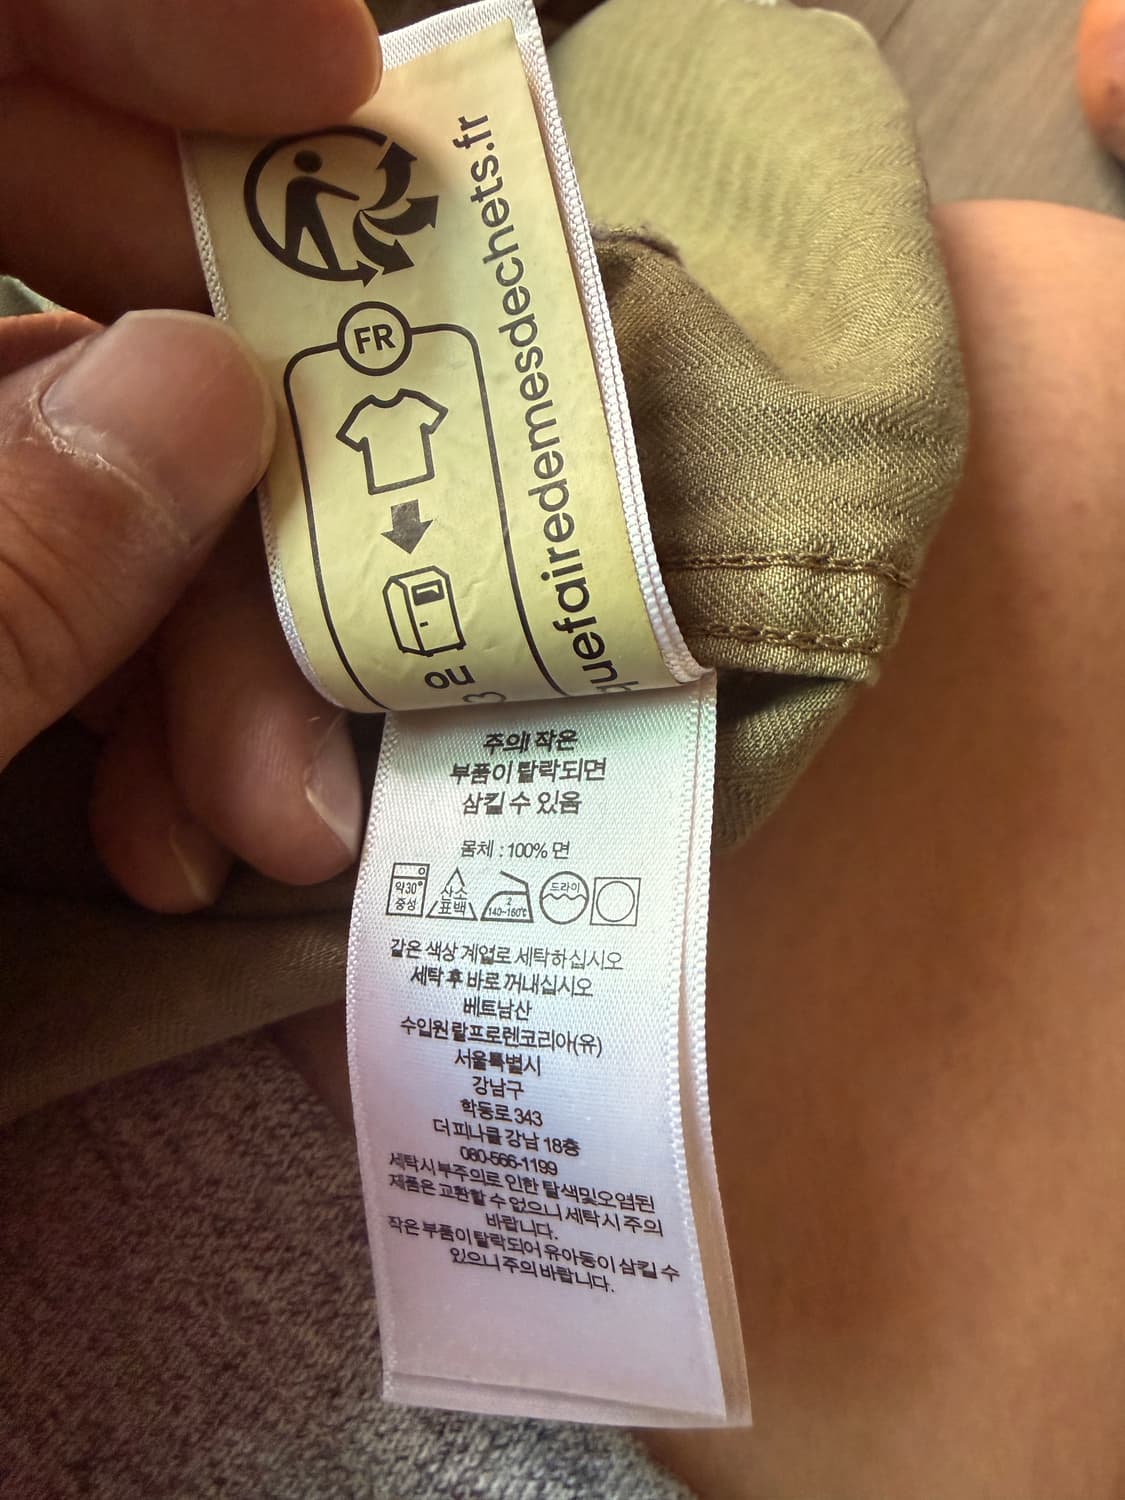 quefairedemesdechets.fr
FR
ou
주의! 작은
부품이 탈락되면
삼킬 수 있음
몸체 : 100% 면
약30°
중성
산소
표백
2
140~160℃
드라이
같은 색상 계열로 세탁하십시오
세탁 후 바로 꺼내십시오
베트남산
수입원 랄프로렌코리아(유)
서울특별시
강남구
학동로 343
더 피나클 강남 18층
080-566-1199
세탁시 부주의로 인한 탈색및오염된
제품은 교환할 수 없으니 세탁시 주의
바랍니다.
작은 부품이 탈락되어 유아동이 삼킬 수
있으니 주의 바랍니다.